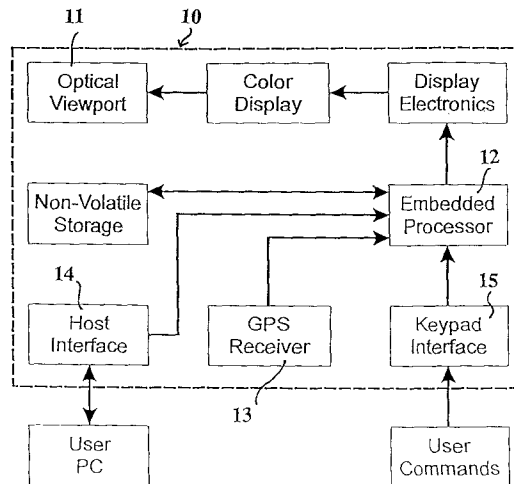 11
10
Optical
Viewport
Color
Display
Display
Electronics
12
Non-Volatile
Storage
Embedded
Processor
14
15
Host
Interface
GPS
Receiver
Keypad
Interface
13
User
PC
User
Commands